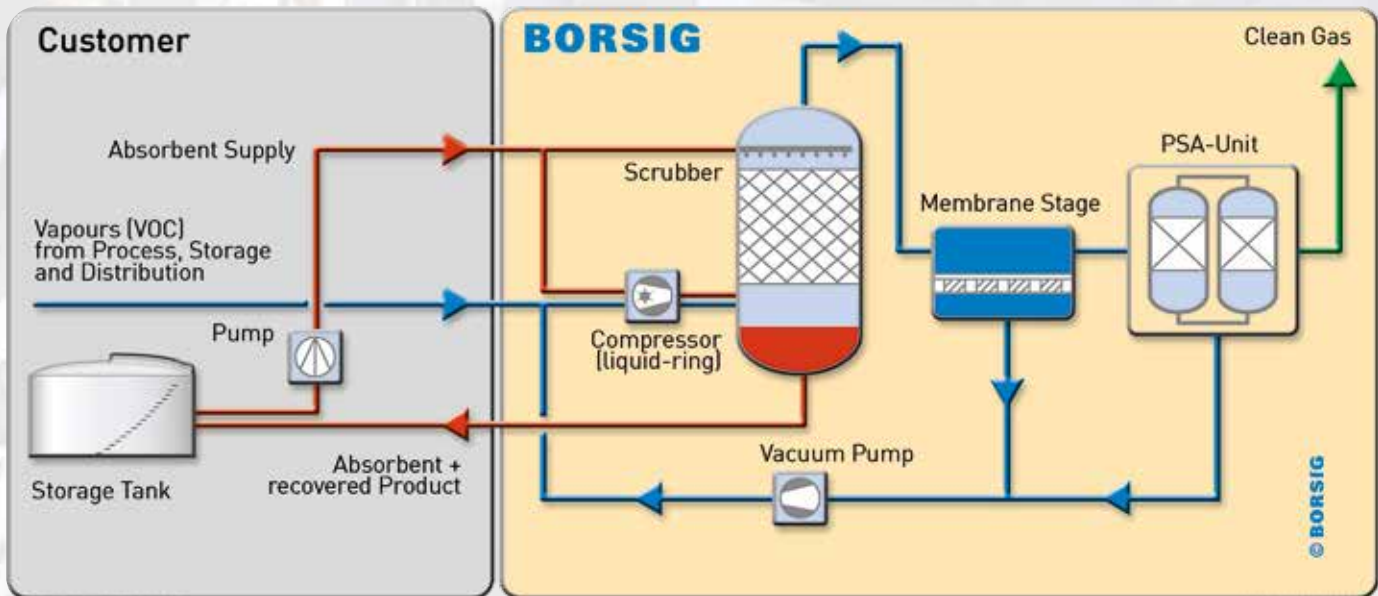 Customer
BORSIG
Clean Gas
Absorbent Supply
Scrubber
PSA-Unit
Membrane Stage
Vapours (VOC)
from Process, Storage
and Distribution
Pump
Compressor
(liquid-ring)
Storage Tank
Absorbent +
recovered Product
Vacuum Pump
© BORSIG